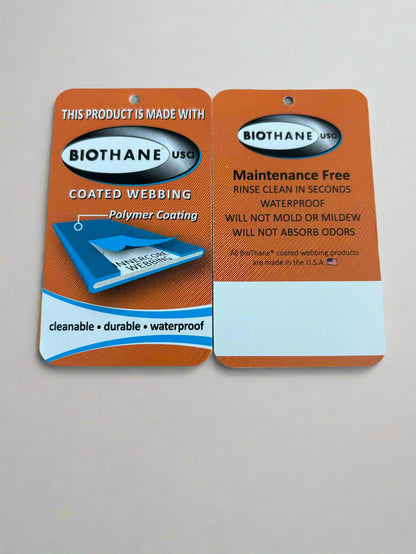 THIS PRODUCT IS MADE WITH
BIOTHANE usa
COATED WEBBING
Polymer Coating
INNERCORE
WEBBING
cleanable • durable • waterproof
BIOTHANE usa
Maintenance Free
RINSE CLEAN IN SECONDS
WATERPROOF
WILL NOT MOLD OR MILDEW
WILL NOT ABSORB ODORS
All BioThane® coated webbing products
are made in the U.S.A.